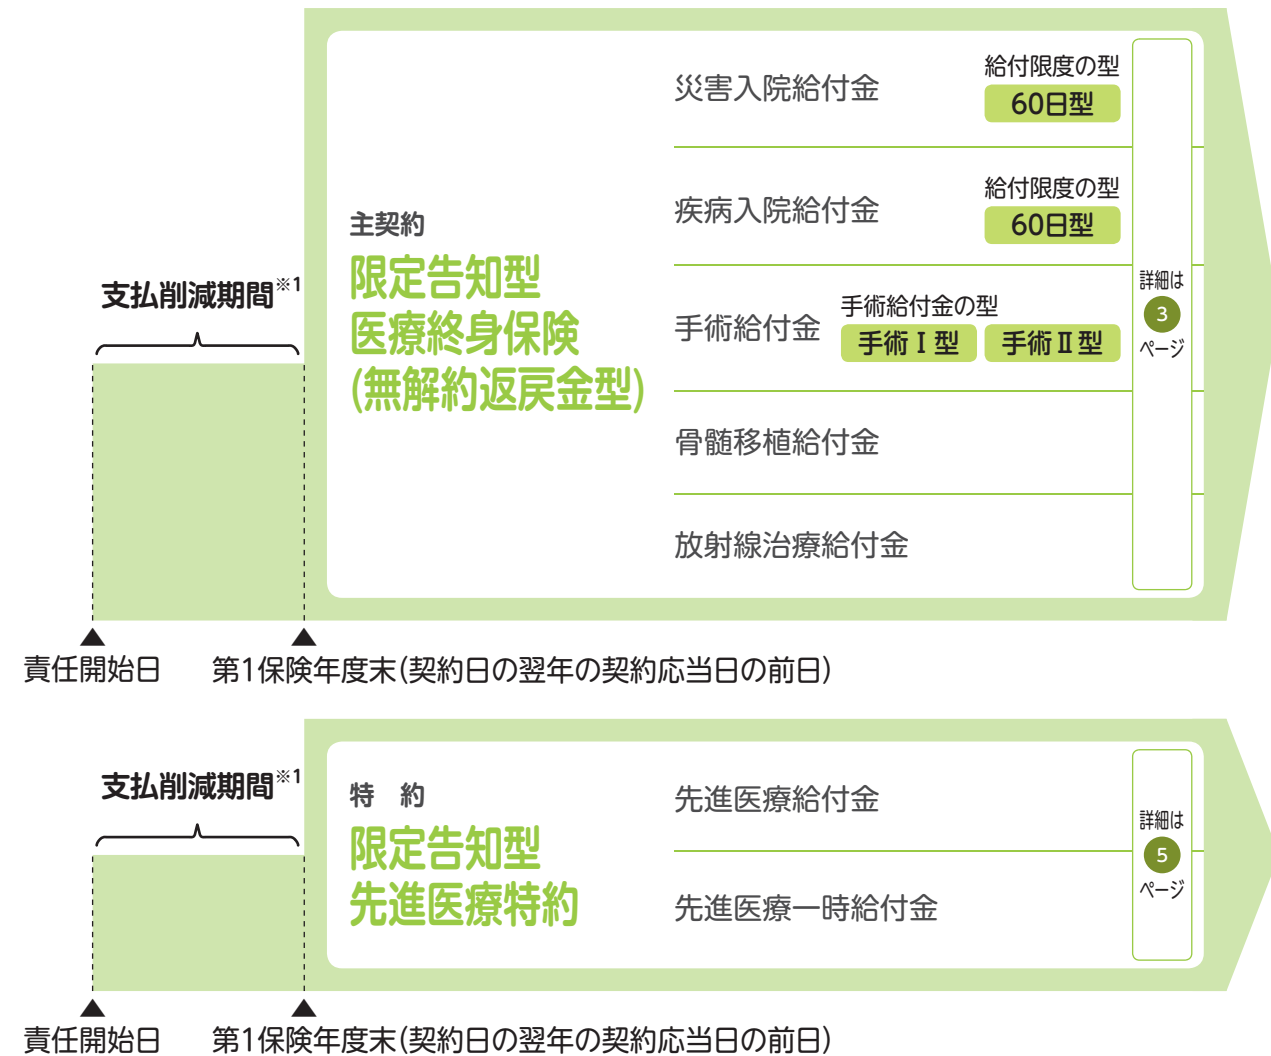 支払削減期間※1
主契約
限定告知型
医療終身保険
(無解約返戻金型)
災害入院給付金
給付限度の型
60日型
疾病入院給付金
給付限度の型
60日型
手術給付金
手術給付金の型
手術Ⅰ型 手術Ⅱ型
骨髄移植給付金
放射線治療給付金
詳細は
3
ページ
責任開始日 第1保険年度末(契約日の翌年の契約応当日の前日)
支払削減期間※1
特 約
限定告知型
先進医療特約
先進医療給付金
先進医療一時給付金
詳細は
5
ページ
責任開始日 第1保険年度末(契約日の翌年の契約応当日の前日)